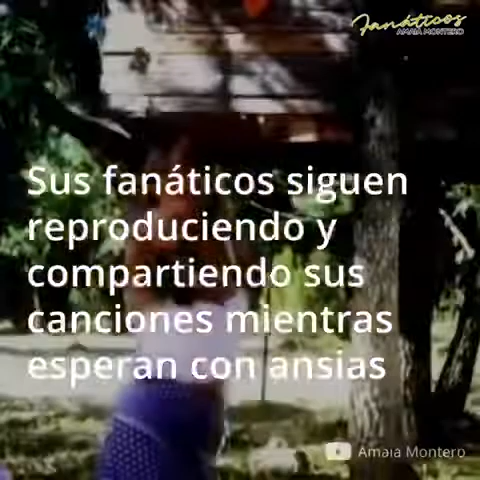 Fanáticos
AMAIA MONTERO
Sus fanáticos siguen
reproduciendo y
compartiendo sus
canciones mientras
esperan con ansias
Amaia Montero